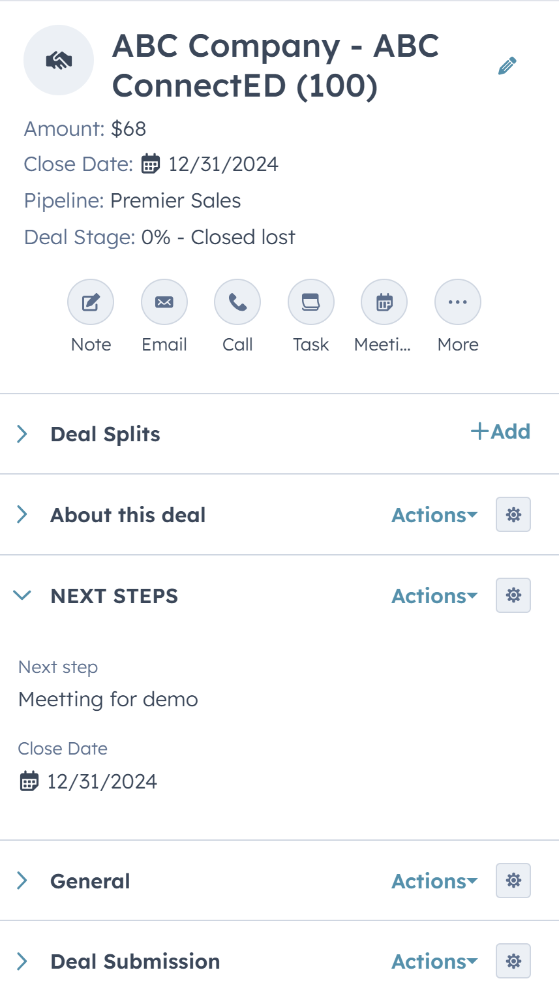 ABC Company - ABC
ConnectED (100)
Amount: $68
Close Date: 12/31/2024
Pipeline: Premier Sales
Deal Stage: 0% - Closed lost
Note Email Call Task Meeti... More
Deal Splits +Add
About this deal Actions
NEXT STEPS Actions
Next step
Meetting for demo
Close Date
12/31/2024
General Actions
Deal Submission Actions